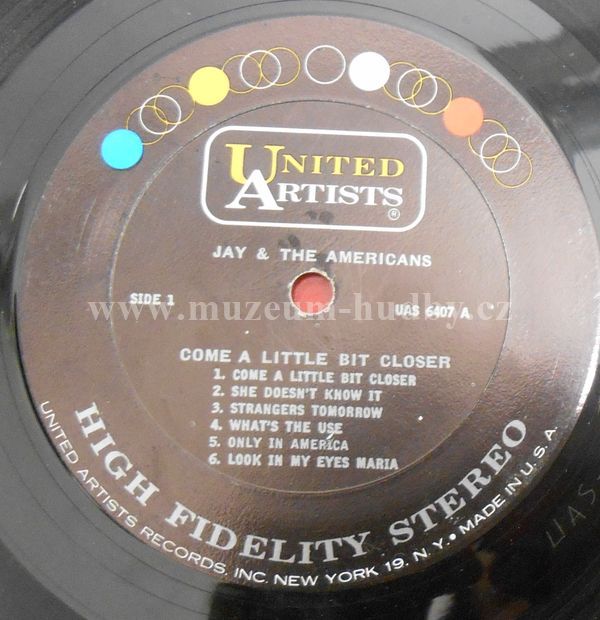 UNITED
ARTISTS
®
JAY & THE AMERICANS
SIDE 1
UAS 6407 A
www.muzeum-hudby.cz
COME A LITTLE BIT CLOSER
1. COME A LITTLE BIT CLOSER
2. SHE DOESN'T KNOW IT
3. STRANGERS TOMORROW
4. WHAT'S THE USE
5. ONLY IN AMERICA
6. LOOK IN MY EYES MARIA
HIGH FIDELITY STEREO
UNITED ARTISTS RECORDS, INC. NEW YORK 19, N.Y. • MADE IN U.S.A.
UAS